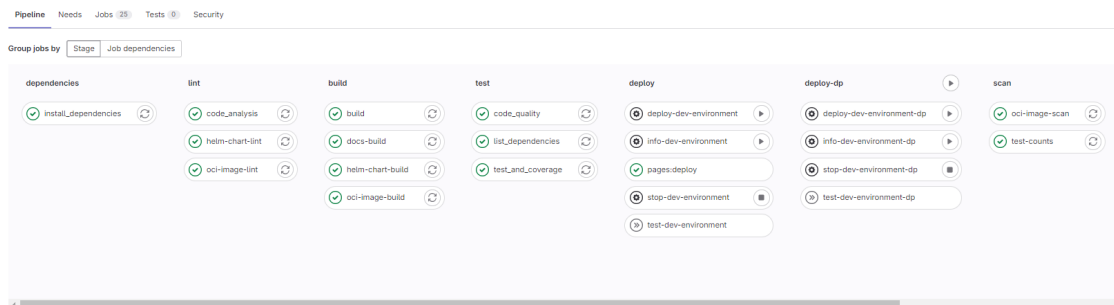 Pipeline Needs Jobs 25 Tests 0 Security
Group jobs by Stage Job dependencies
dependencies
install_dependencies
lint
code_analysis
helm-chart-lint
oci-image-lint
build
build
docs-build
helm-chart-build
oci-image-build
test
code_quality
list_dependencies
test_and_coverage
deploy
deploy-dev-environment
info-dev-environment
pages:deploy
stop-dev-environment
test-dev-environment
deploy-dp
deploy-dev-environment-dp
info-dev-environment-dp
stop-dev-environment-dp
test-dev-environment-dp
scan
oci-image-scan
test-counts